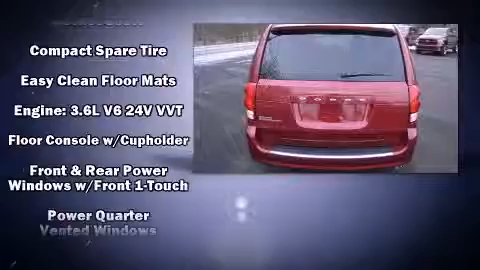 Compact Spare Tire
Easy Clean Floor Mats
Engine: 3.6L V6 24V VVT
Floor Console w/Cupholder
Front & Rear Power
Windows w/Front 1-Touch
Power Quarter
Vented Windows
DODGE